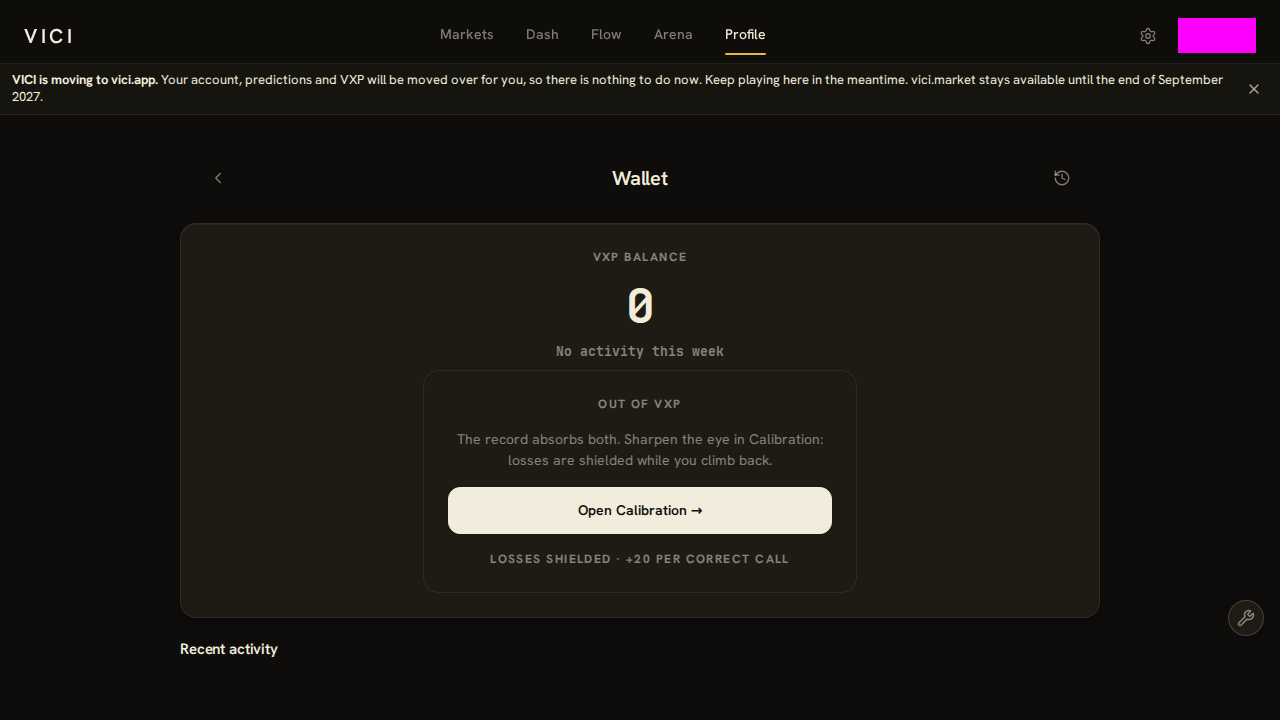 VICI
Markets
Dash
Flow
Arena
Profile
VICI is moving to vici.app. Your account, predictions and VXP will be moved over for you, so there is nothing to do now. Keep playing here in the meantime. vici.market stays available until the end of September
2027.
Wallet
VXP BALANCE
0
No activity this week
OUT OF VXP
The record absorbs both. Sharpen the eye in Calibration:
losses are shielded while you climb back.
Open Calibration →
LOSSES SHIELDED · +20 PER CORRECT CALL
Recent activity